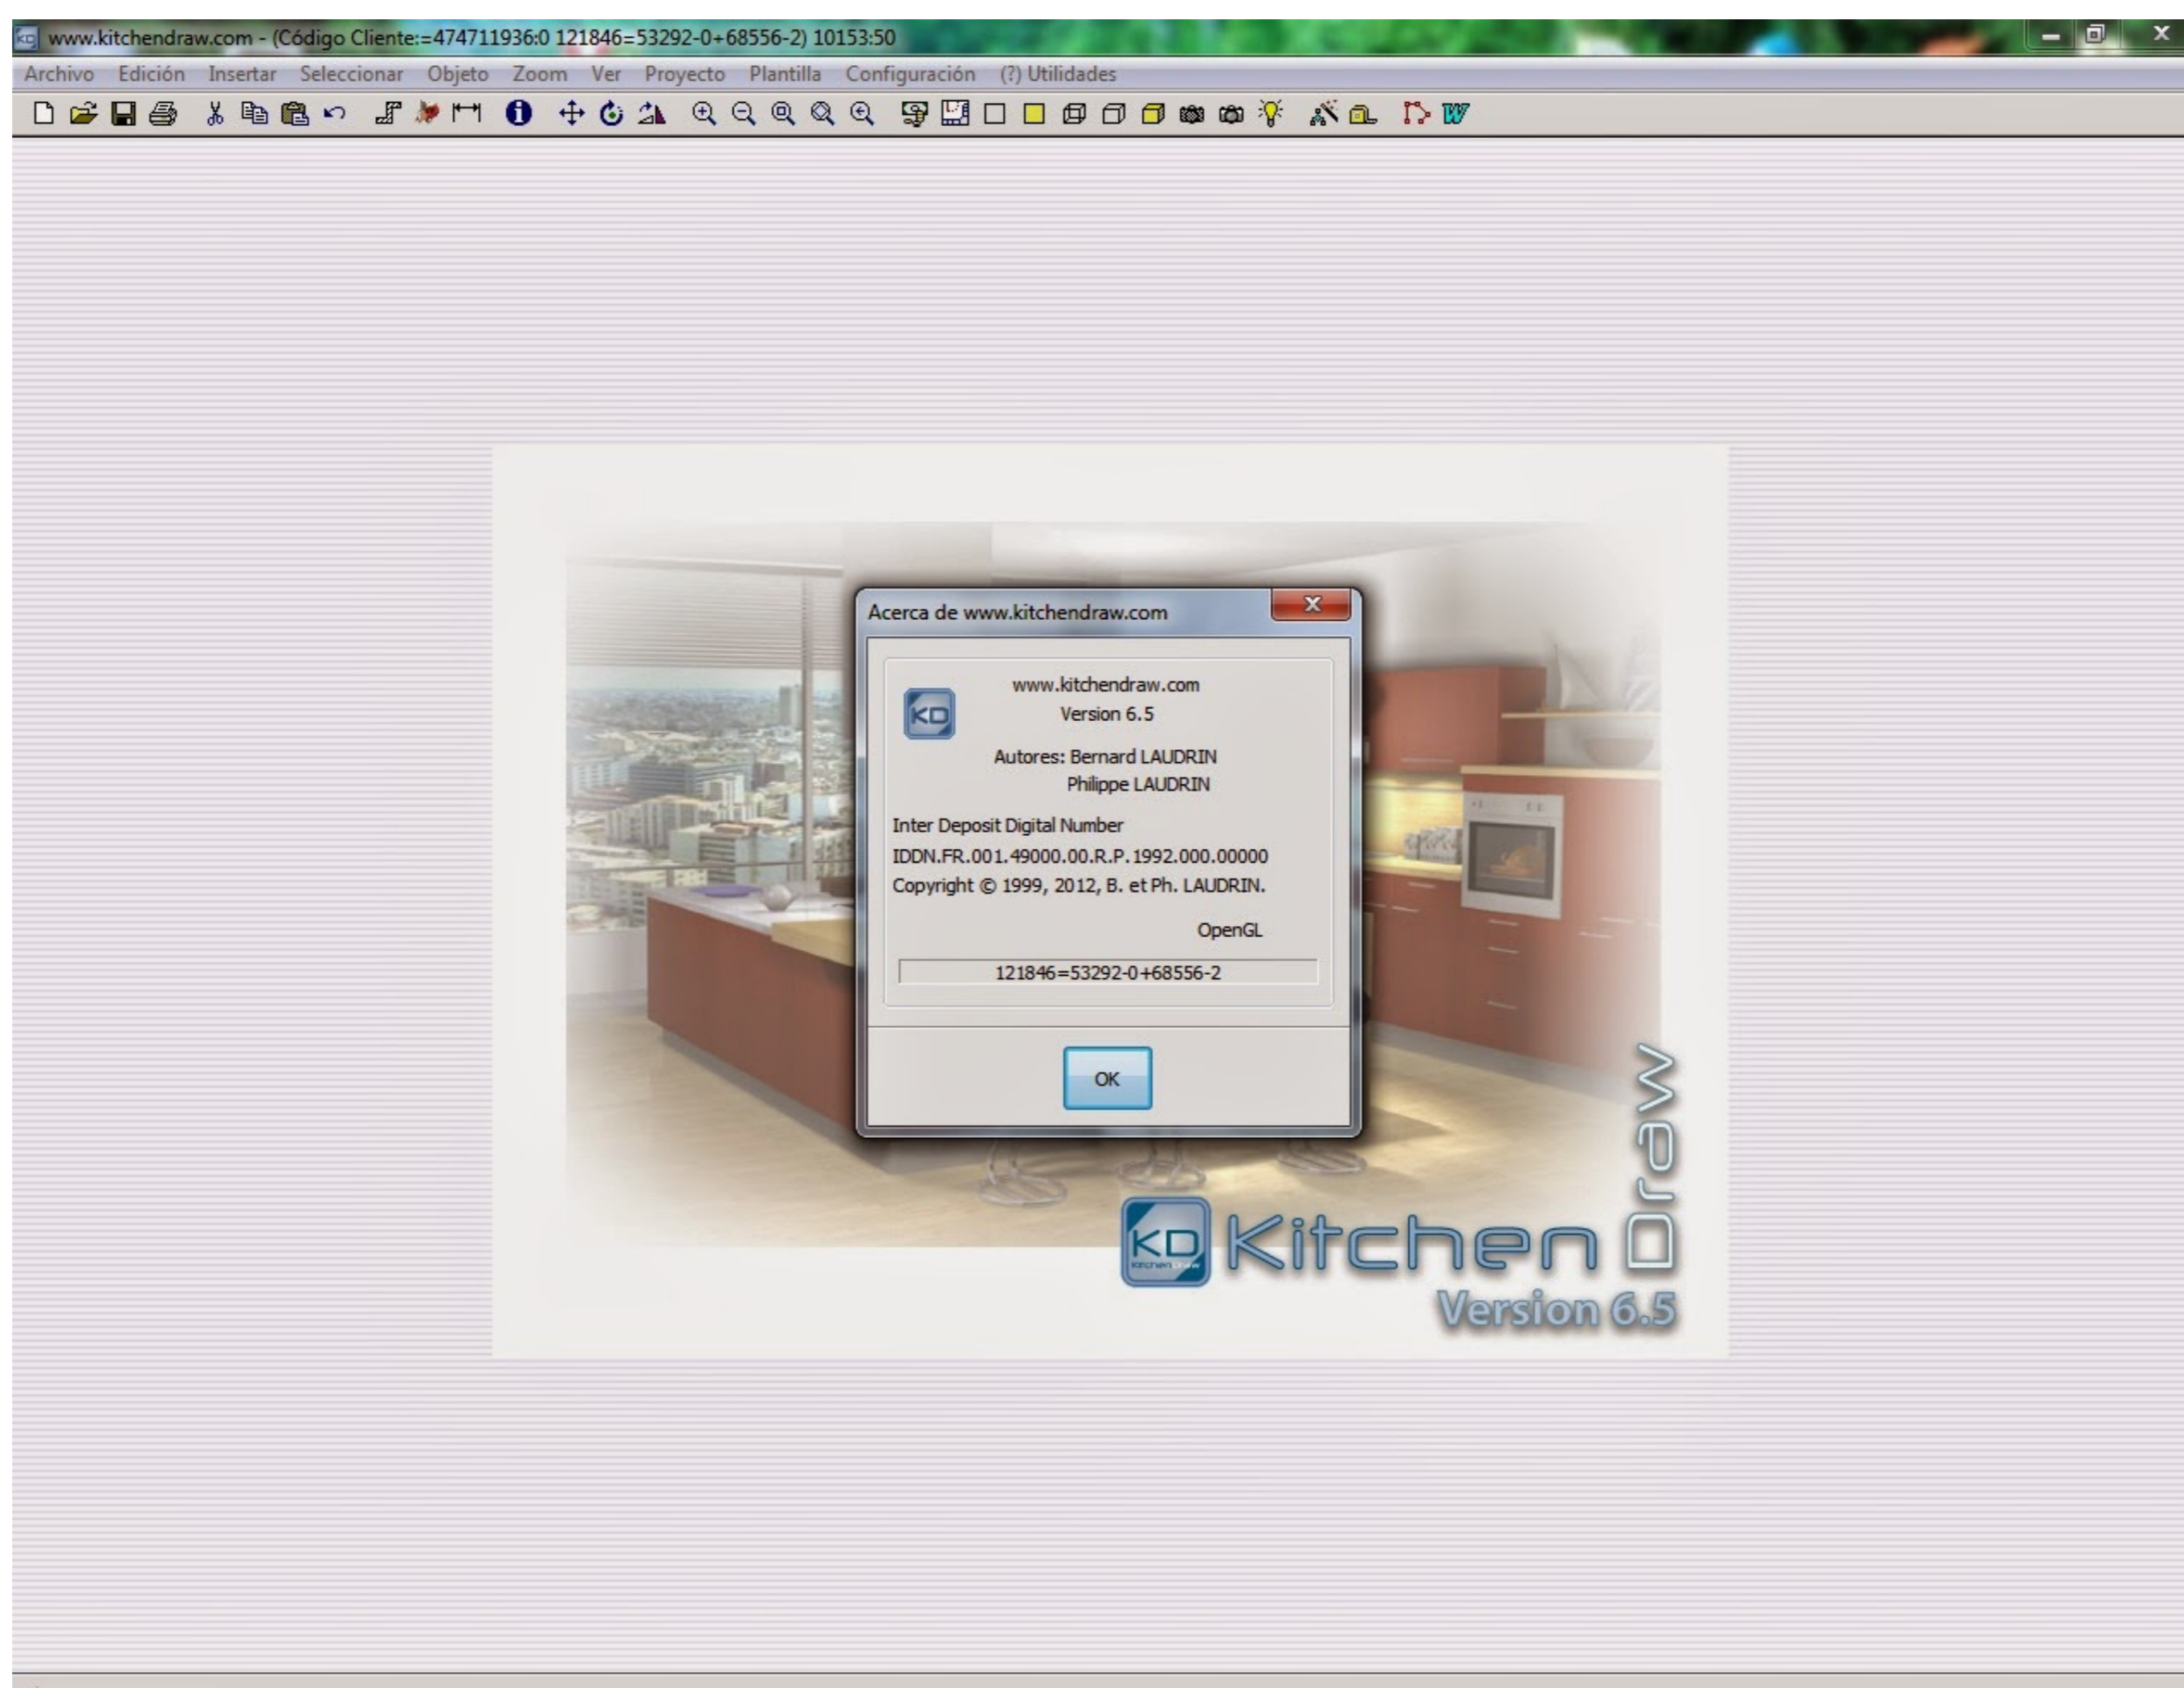 www.kitchendraw.com - (Código Cliente:=474711936:0 121846=53292-0+68556-2) 10153:50
Archivo Edición Insertar Seleccionar Objeto Zoom Ver Proyecto Plantilla Configuración (?) Utilidades
Acerca de www.kitchendraw.com
www.kitchendraw.com
KD
Version 6.5
Autores: Bernard LAUDRIN
Philippe LAUDRIN
Inter Deposit Digital Number
IDDN.FR.001.49000.00.R.P.1992.000.00000
Copyright © 1999, 2012, B. et Ph. LAUDRIN.
OpenGL
121846=53292-0+68556-2
OK
KD Kitchen Draw
Version 6.5